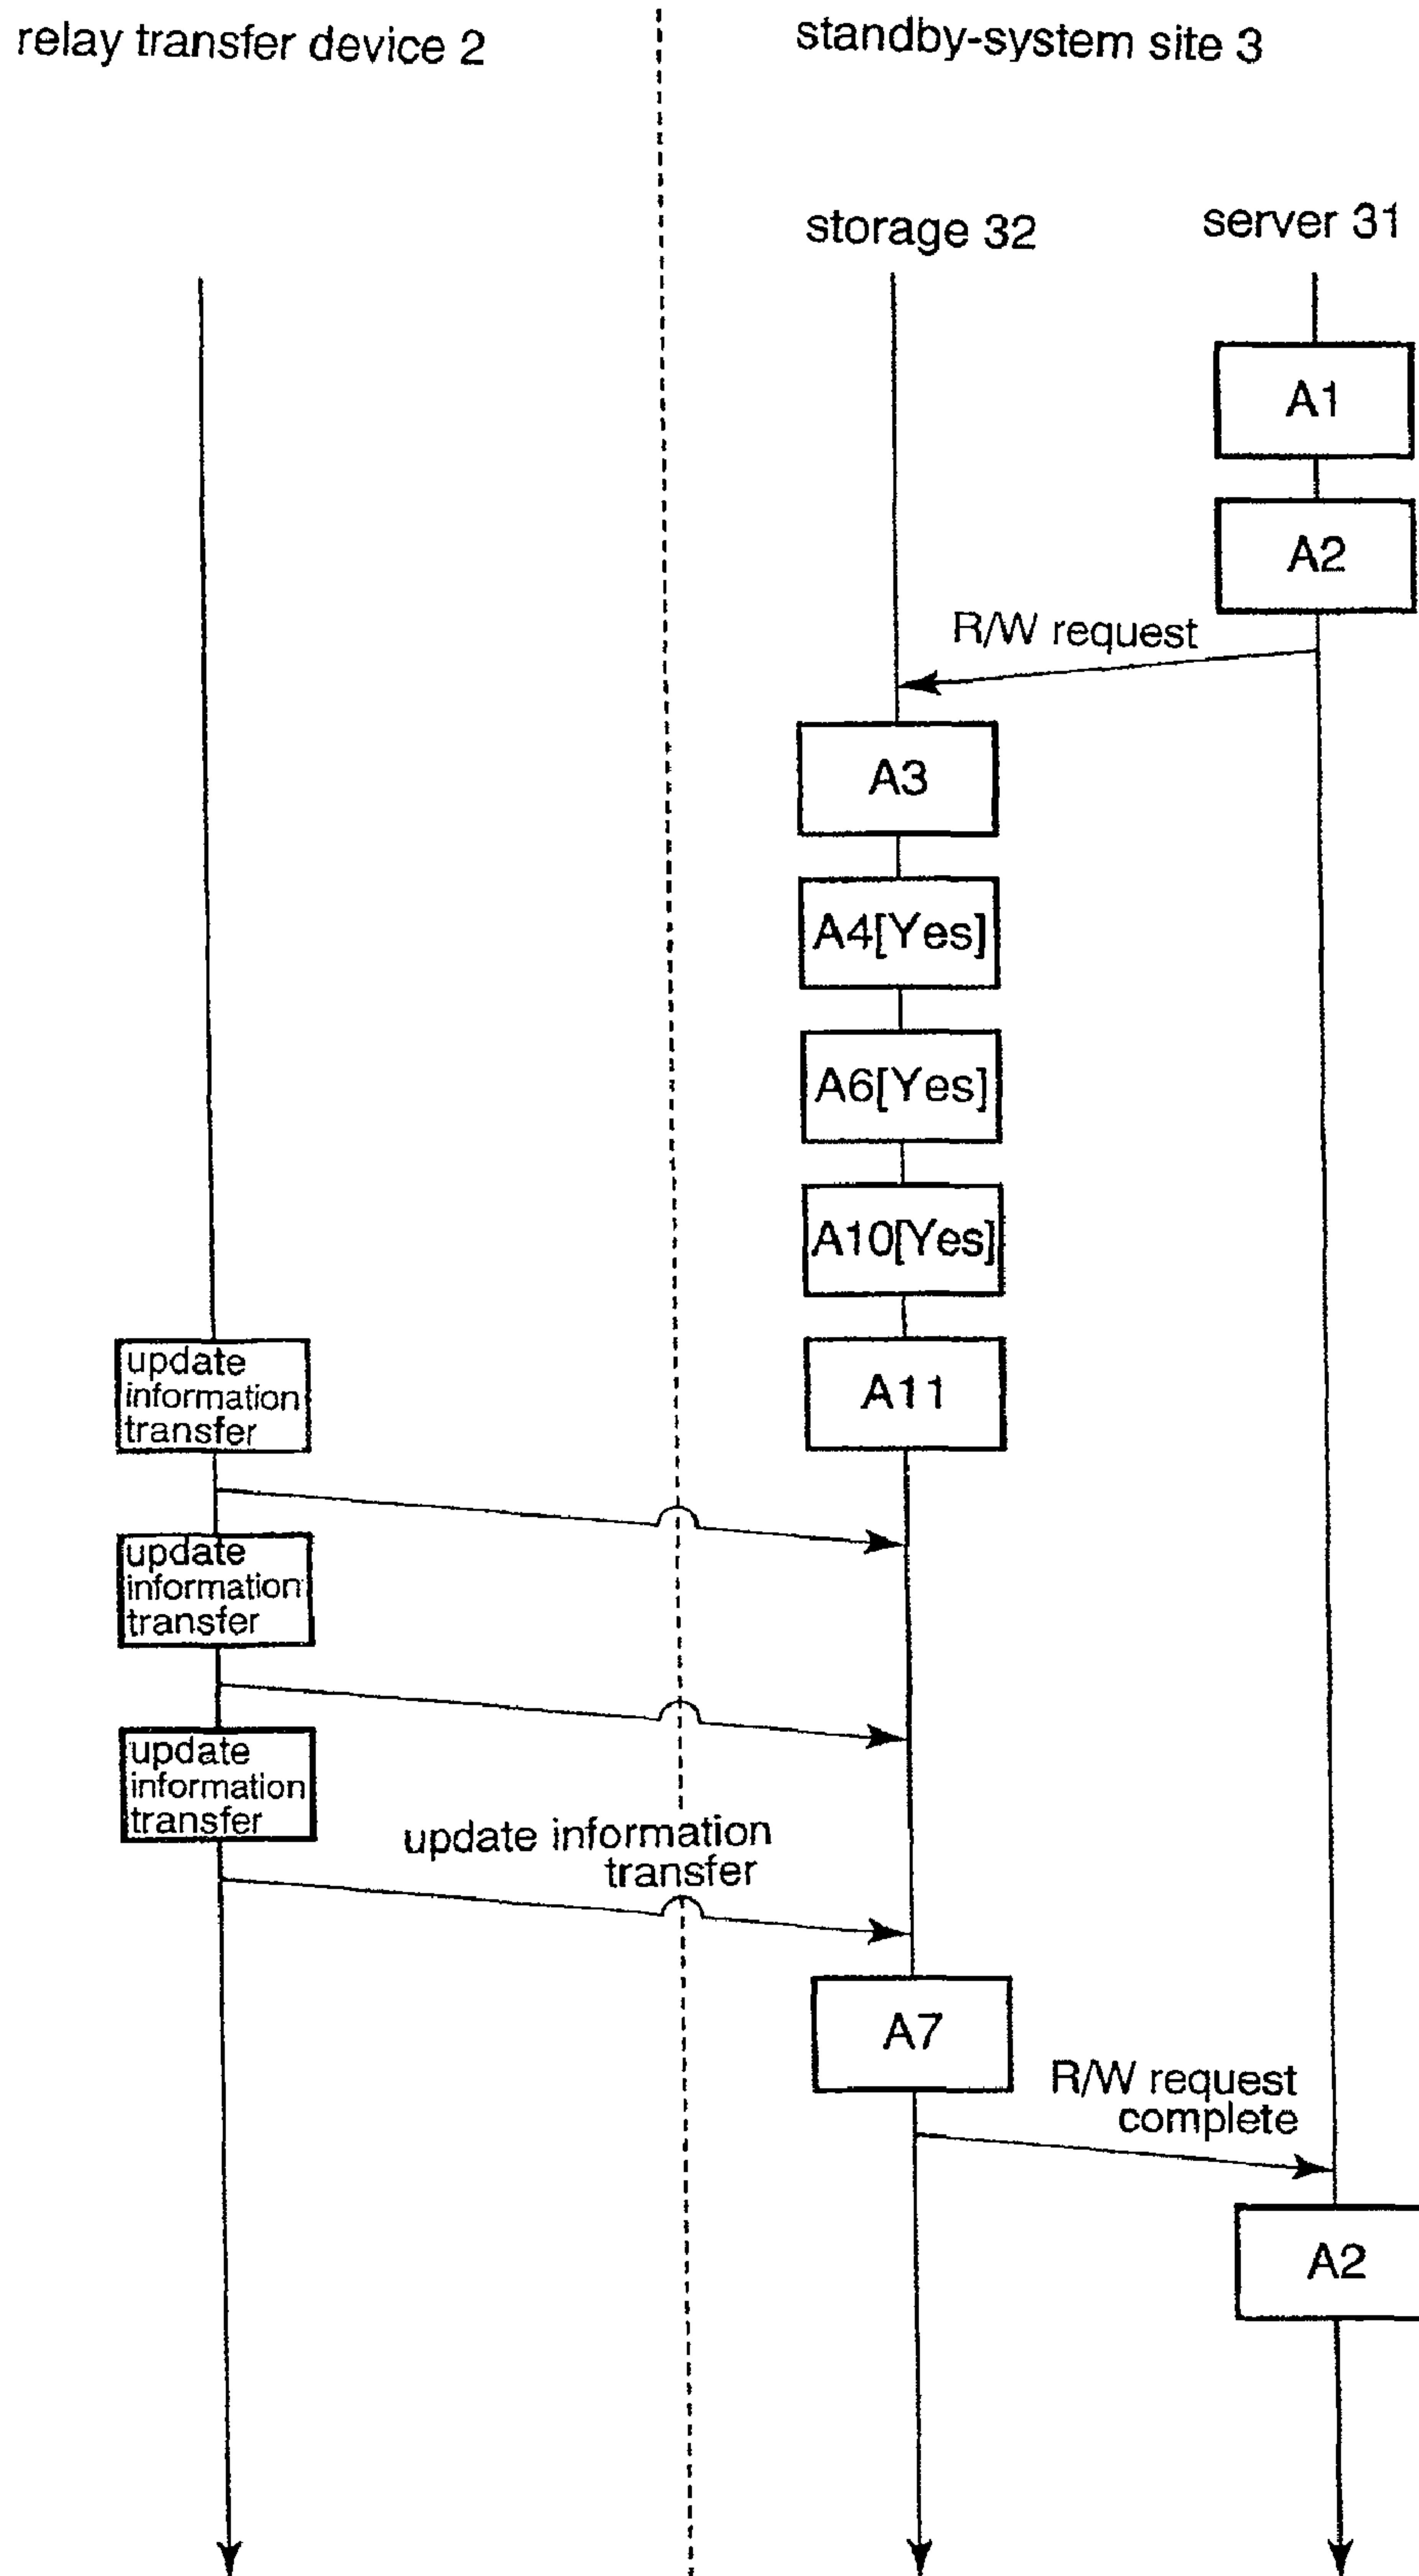 relay transfer device 2
standby-system site 3
storage 32
server 31
A1
A2
R/W request
A3
A4[Yes]
A6[Yes]
A10[Yes]
update
information
transfer
A11
update
information
transfer
update
information
transfer
update information
transfer
A7
R/W request
complete
A2